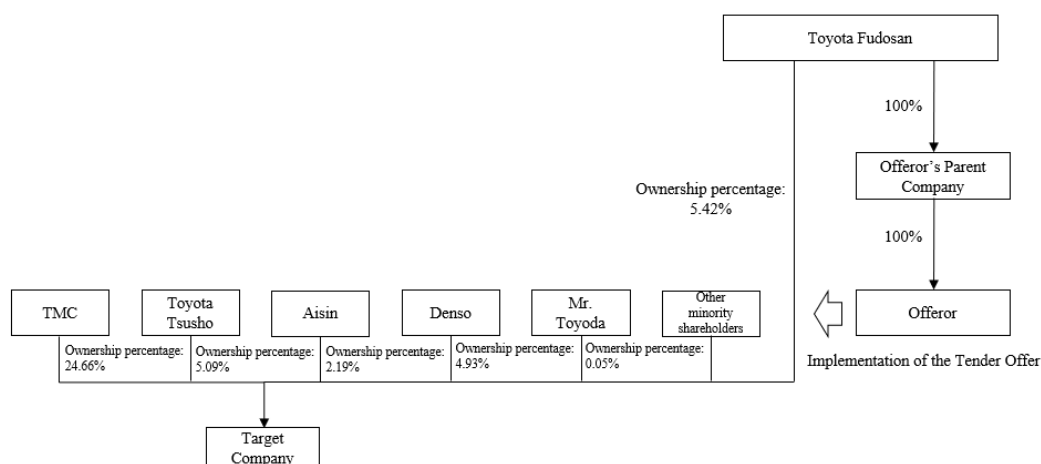 Toyota Fudosan
100%
Offeror's Parent
Company
Ownership percentage:
5.42%
100%
TMC
Toyota
Tsusho
Aisin
Denso
Mr.
Toyoda
Other
minority
shareholders
Offeror
Ownership percentage:
24.66%
Ownership percentage:
5.09%
Ownership percentage:
2.19%
Ownership percentage:
4.93%
Ownership percentage:
0.05%
Implementation of the Tender Offer
Target
Company